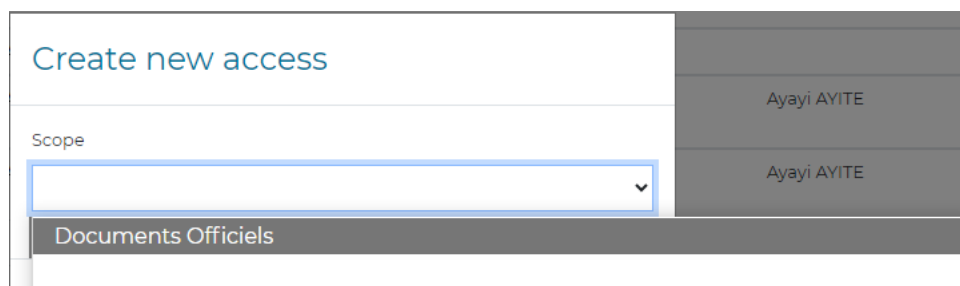 Create new access
Ayayi AYITE
Scope
Ayayi AYITE
Documents Officiels